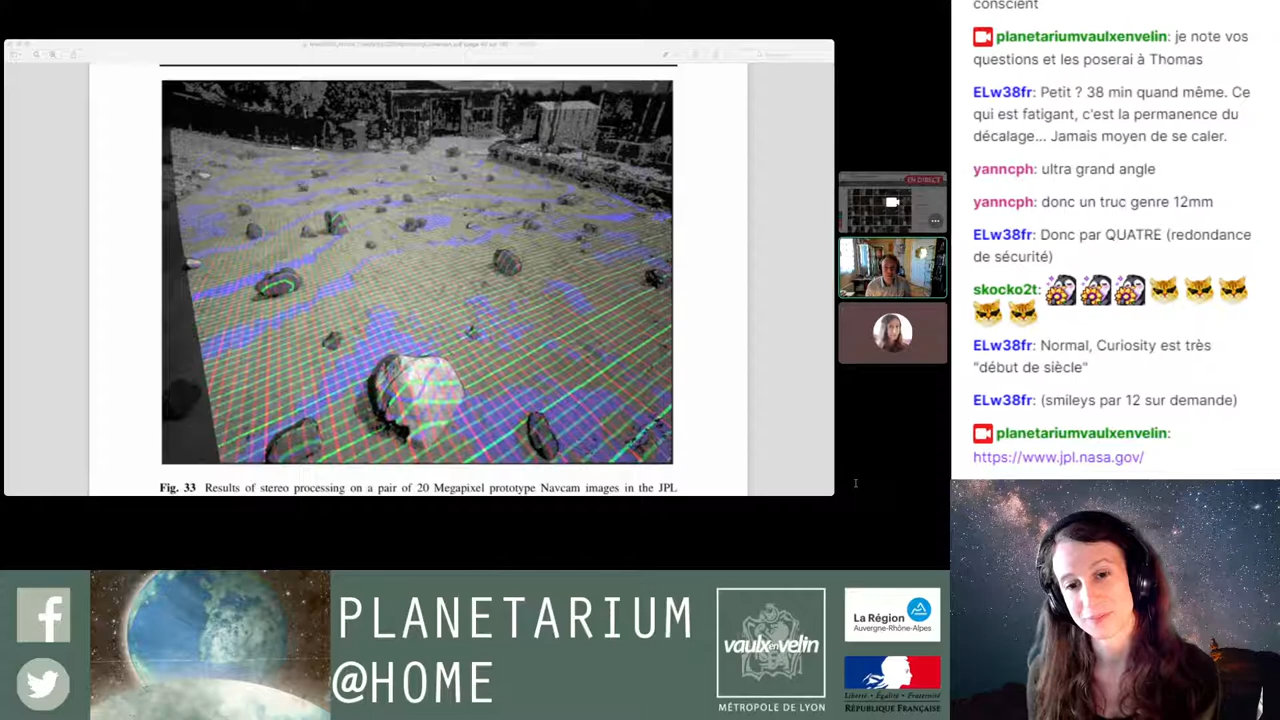 Fig. 33 Results of stereo processing on a pair of 20 Megapixel prototype Navcam images in the JPL
EN DIRECT
conscient
planetariumvaulxenvelin: je note vos
questions et les poserai à Thomas
ELw38fr: Petit ? 38 min quand même. Ce
qui est fatigant, c'est la permanence du
décalage... Jamais moyen de se caler.
yanncph: ultra grand angle
yanncph: donc un truc genre 12mm
ELw38fr: Donc par QUATRE (redondance
de sécurité)
skocko2t:
ELw38fr: Normal, Curiosity est très
"début de siècle"
ELw38fr: (smileys par 12 sur demande)
planetariumvaulxenvelin:
https://www.jpl.nasa.gov/
PLANETARIUM
@HOME
vaulxenvelin
MÉTROPOLE DE LYON
La Région
Auvergne-Rhône-Alpes
Liberté • Égalité • Fraternité
RÉPUBLIQUE FRANÇAISE